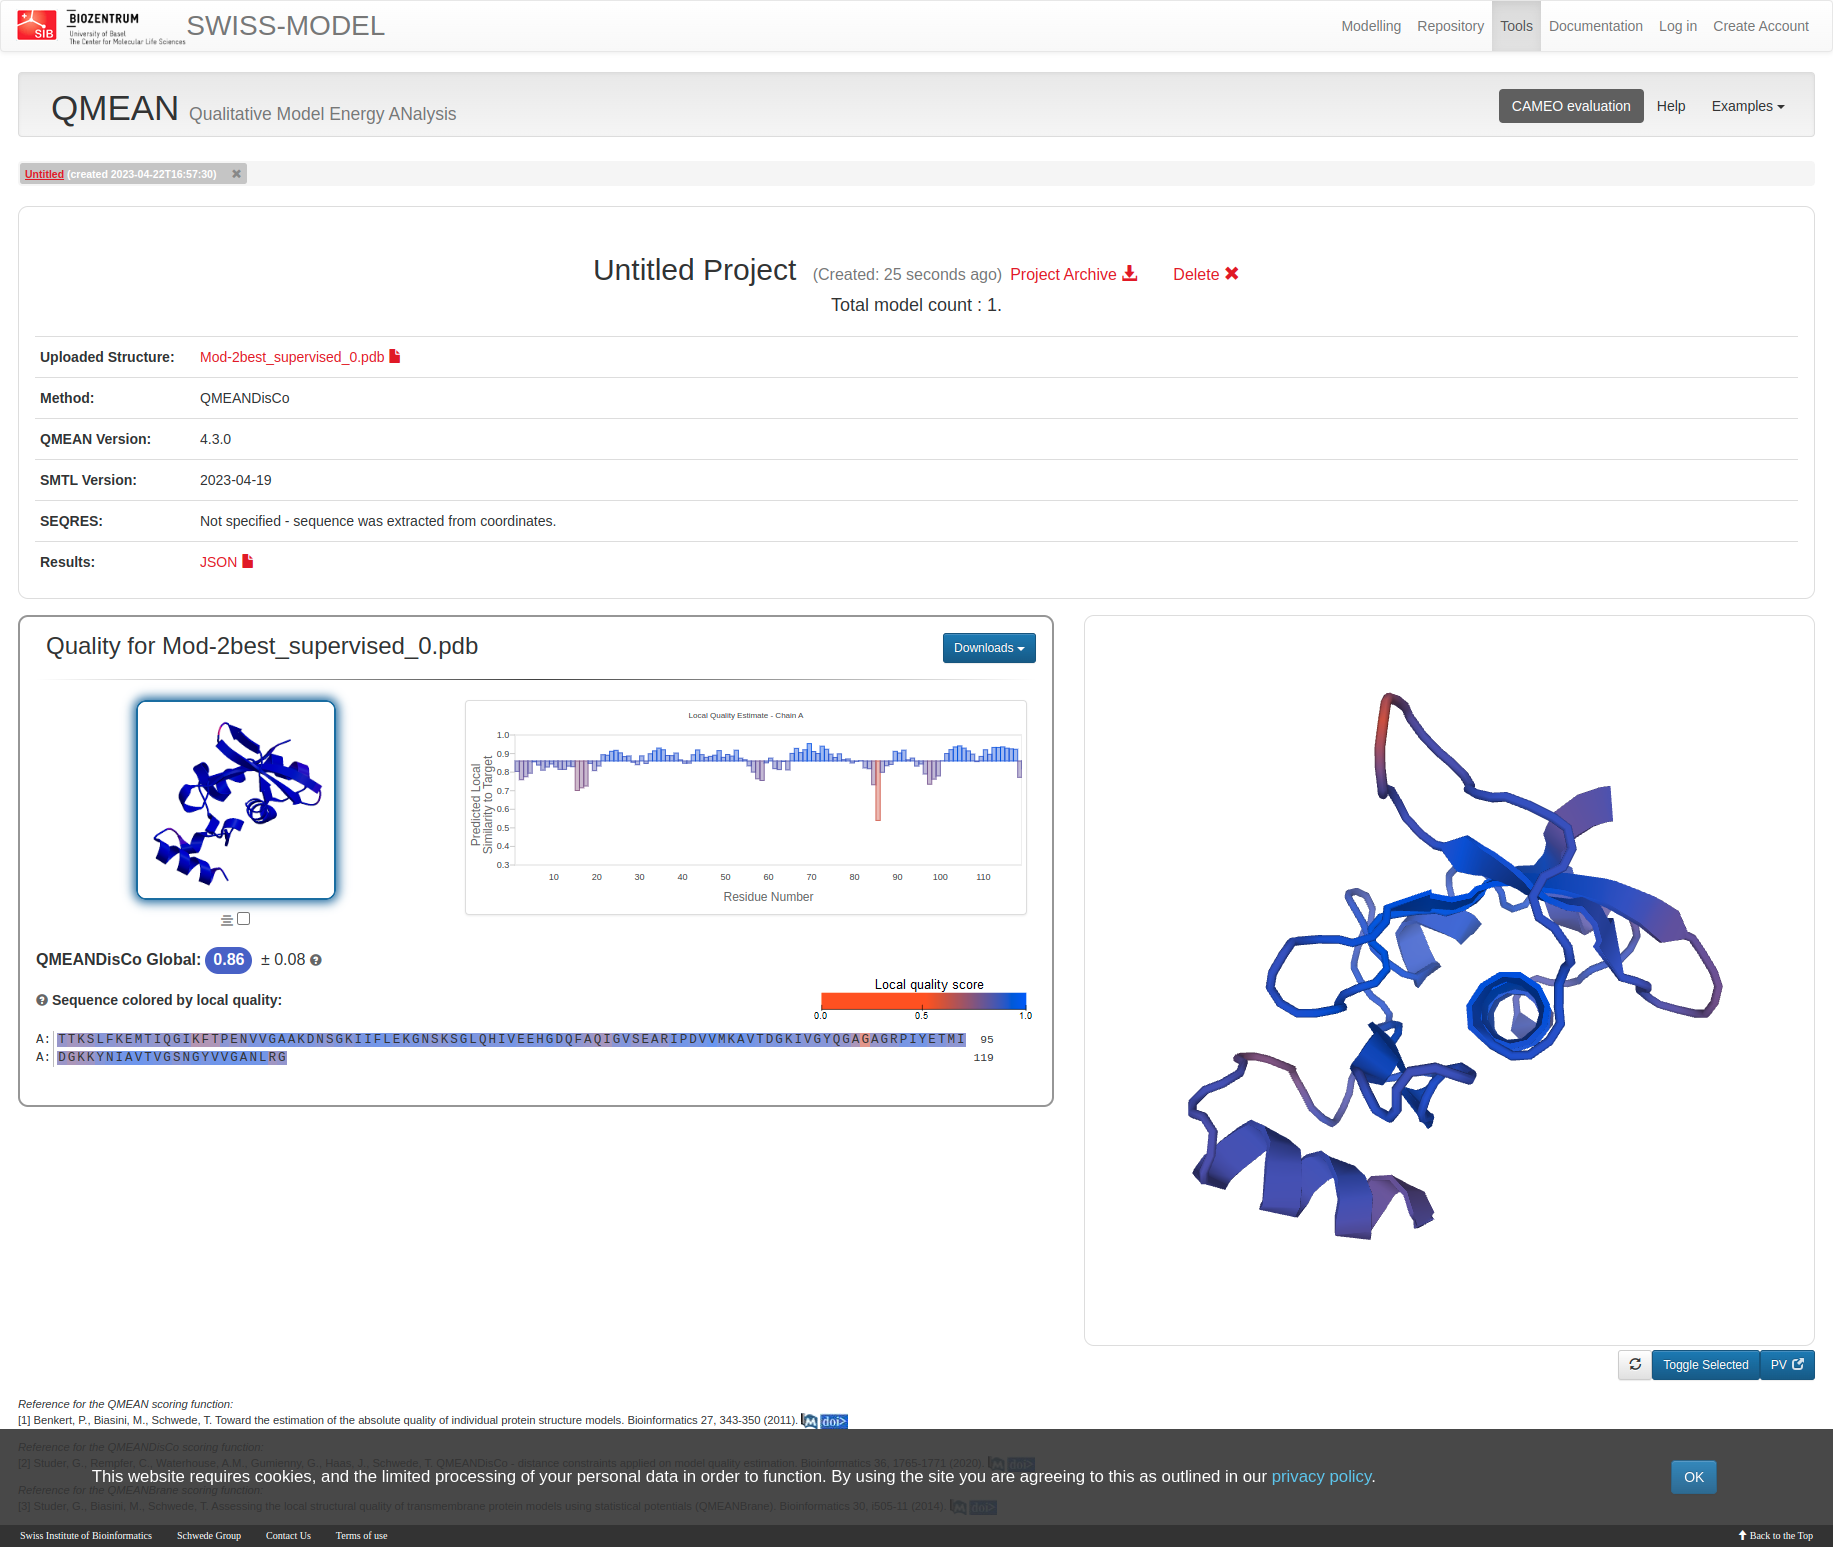 SIB
BIOZENTRUM
University of Basel
The Center for Molecular Life Sciences
SWISS-MODEL
Modelling Repository Tools Documentation Log in Create Account
QMEAN Qualitative Model Energy ANalysis
CAMEO evaluation Help Examples
Untitled (created 2023-04-22T16:57:30)
Untitled Project (Created: 25 seconds ago) Project Archive Delete
Total model count : 1.
Uploaded Structure: Mod-2best_supervised_0.pdb
Method: QMEANDisCo
QMEAN Version: 4.3.0
SMTL Version: 2023-04-19
SEQRES: Not specified - sequence was extracted from coordinates.
Results: JSON
Quality for Mod-2best_supervised_0.pdb
Downloads
Local Quality Estimate - Chain A
1.0
0.9
0.8
0.7
0.6
0.5
0.4
0.3
Predicted Local
Similarity to Target
10 20 30 40 50 60 70 80 90 100 110
Residue Number
QMEANDisCo Global: 0.86 ± 0.08
Sequence colored by local quality:
Local quality score
0.0 0.5 1.0
A: TTKSLFKEMTIQGIKFTPENVVGAAKDNSGKIIFLEKGNSKSGLQHIVEEHGDQFAQIGVSEARIPDVVMKAVTDGKIVGYQGAGAGRPIYETMI 95
A: DGKKYNIAVTVGSNGYVVGANLRG 119
Toggle Selected PV
Reference for the QMEAN scoring function:
[1] Benkert, P., Biasini, M., Schwede, T. Toward the estimation of the absolute quality of individual protein structure models. Bioinformatics 27, 343-350 (2011). M doi>
Reference for the QMEANDisCo scoring function:
[2] Studer, G., Rempfer, C., Waterhouse, A.M., Gumienny, G., Haas, J., Schwede, T. QMEANDisCo - distance constraints applied on model quality estimation. Bioinformatics 36, 1765-1771 (2020). M doi>
This website requires cookies, and the limited processing of your personal data in order to function. By using the site you are agreeing to this as outlined in our privacy policy.
OK
Reference for the QMEANBrane scoring function:
[3] Studer, G., Biasini, M., Schwede, T. Assessing the local structural quality of transmembrane protein models using statistical potentials (QMEANBrane). Bioinformatics 30, i505-11 (2014). M doi>
Swiss Institute of Bioinformatics Schwede Group Contact Us Terms of use Back to the Top